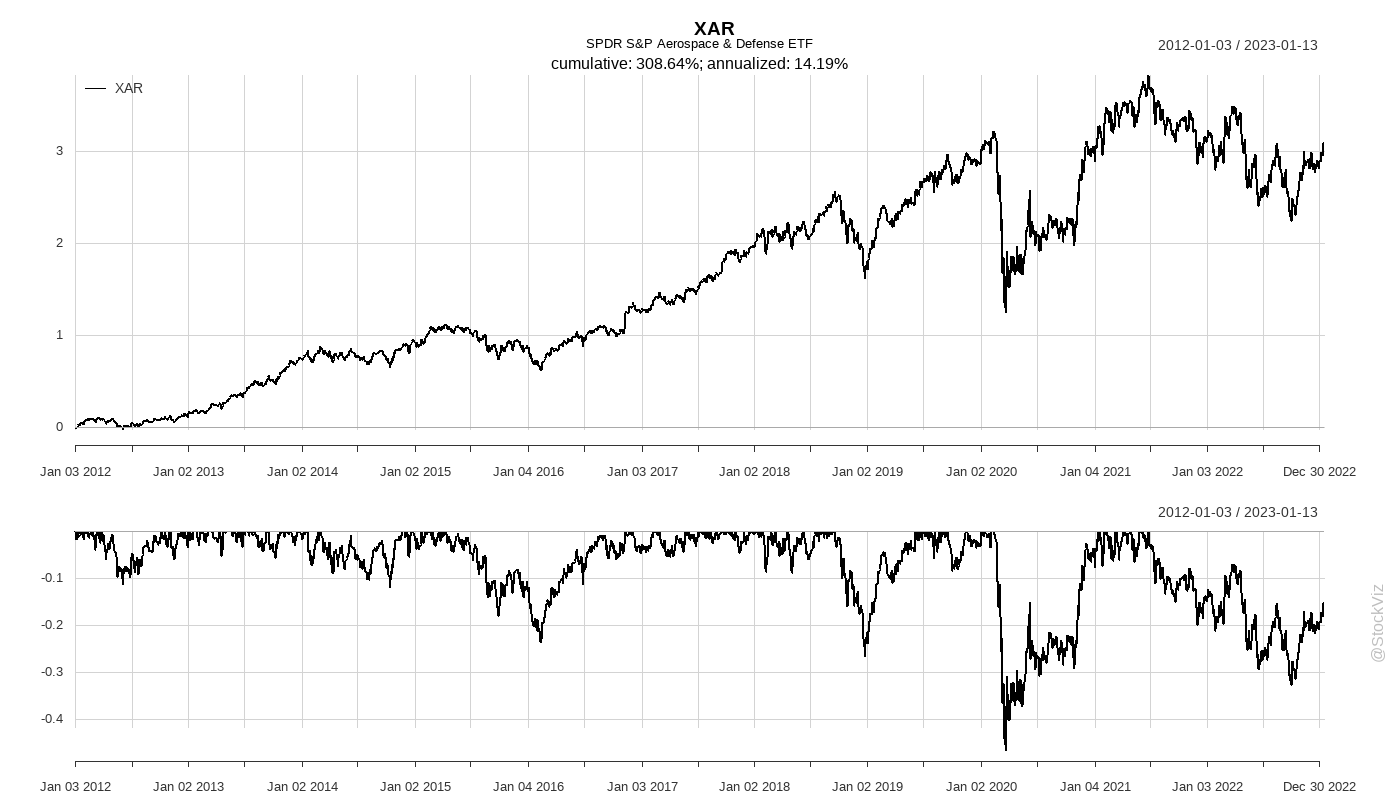 XAR
SPDR S&P Aerospace & Defense ETF
cumulative: 308.64%; annualized: 14.19%
2012-01-03 / 2023-01-13
XAR
3
2
1
0
Jan 03 2012 Jan 02 2013 Jan 02 2014 Jan 02 2015 Jan 04 2016 Jan 03 2017 Jan 02 2018 Jan 02 2019 Jan 02 2020 Jan 04 2021 Jan 03 2022 Dec 30 2022
2012-01-03 / 2023-01-13
-0.1
-0.2
-0.3
-0.4
Jan 03 2012 Jan 02 2013 Jan 02 2014 Jan 02 2015 Jan 04 2016 Jan 03 2017 Jan 02 2018 Jan 02 2019 Jan 02 2020 Jan 04 2021 Jan 03 2022 Dec 30 2022
@StockViz